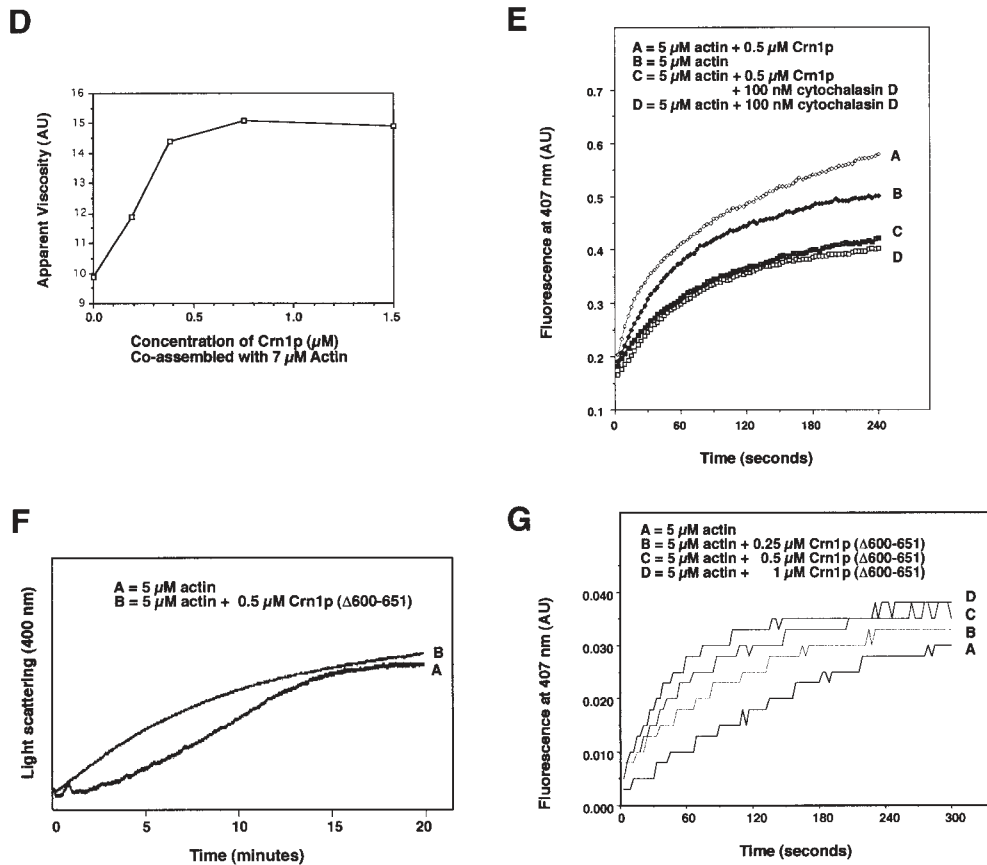 D
Apparent Viscosity (AU)
16
15
14
13
12
11
10
9
0.0
0.5
1.0
1.5
Concentration of Crn1p (µM)
Co-assembled with 7 µM Actin
E
A = 5 µM actin + 0.5 µM Crn1p
B = 5 µM actin
C = 5 µM actin + 0.5 µM Crn1p
+ 100 nM cytochalasin D
D = 5 µM actin + 100 nM cytochalasin D
Fluorescence at 407 nm (AU)
0.7
0.6
0.5
0.4
0.3
0.2
0.1
A
B
C
D
0
60
120
180
240
Time (seconds)
F
A = 5 µM actin
B = 5 µM actin + 0.5 µM Crn1p (Δ600-651)
Light scattering (400 nm)
B
A
0
5
10
15
20
Time (minutes)
G
A = 5 µM actin
B = 5 µM actin + 0.25 µM Crn1p (Δ600-651)
C = 5 µM actin + 0.5 µM Crn1p (Δ600-651)
D = 5 µM actin + 1 µM Crn1p (Δ600-651)
Fluorescence at 407 nm (AU)
0.040
0.030
0.020
0.010
0.000
D
C
B
A
0
60
120
180
240
300
Time (seconds)